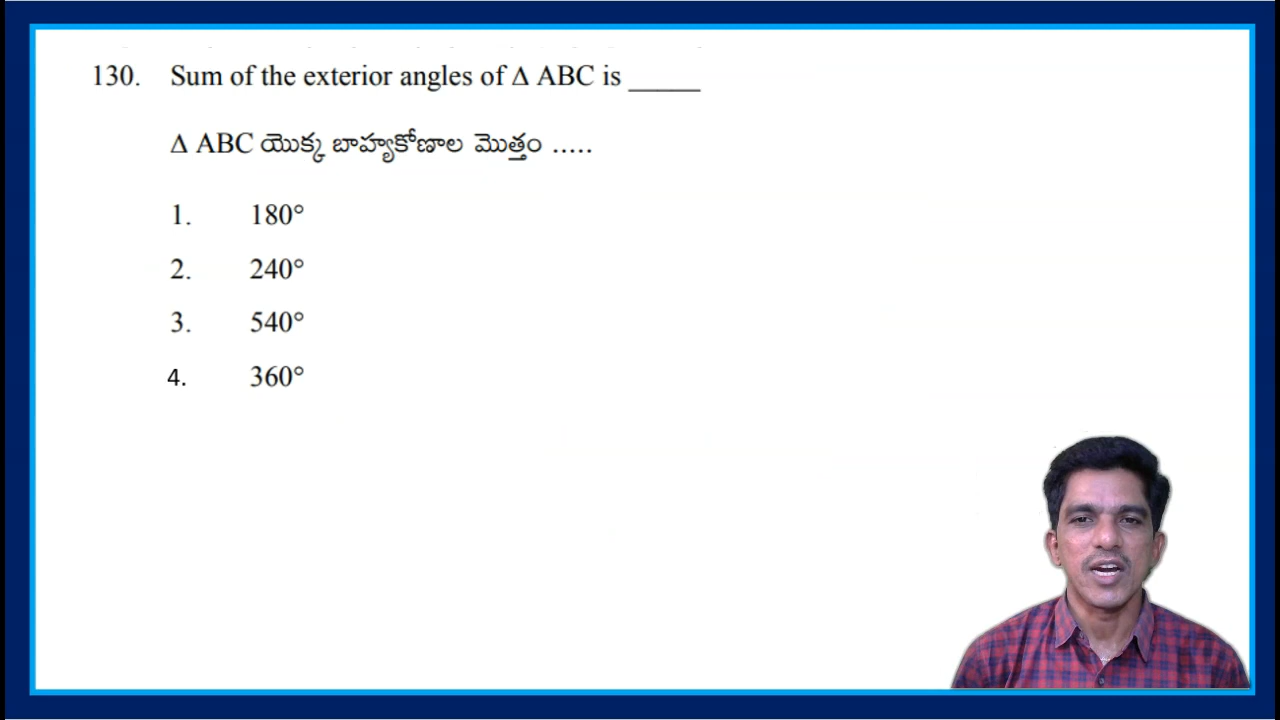 130. Sum of the exterior angles of Δ ABC is _____
Δ ABC యొక్క బాహ్యకోణాల మొత్తం .....
1. 180°
2. 240°
3. 540°
4. 360°